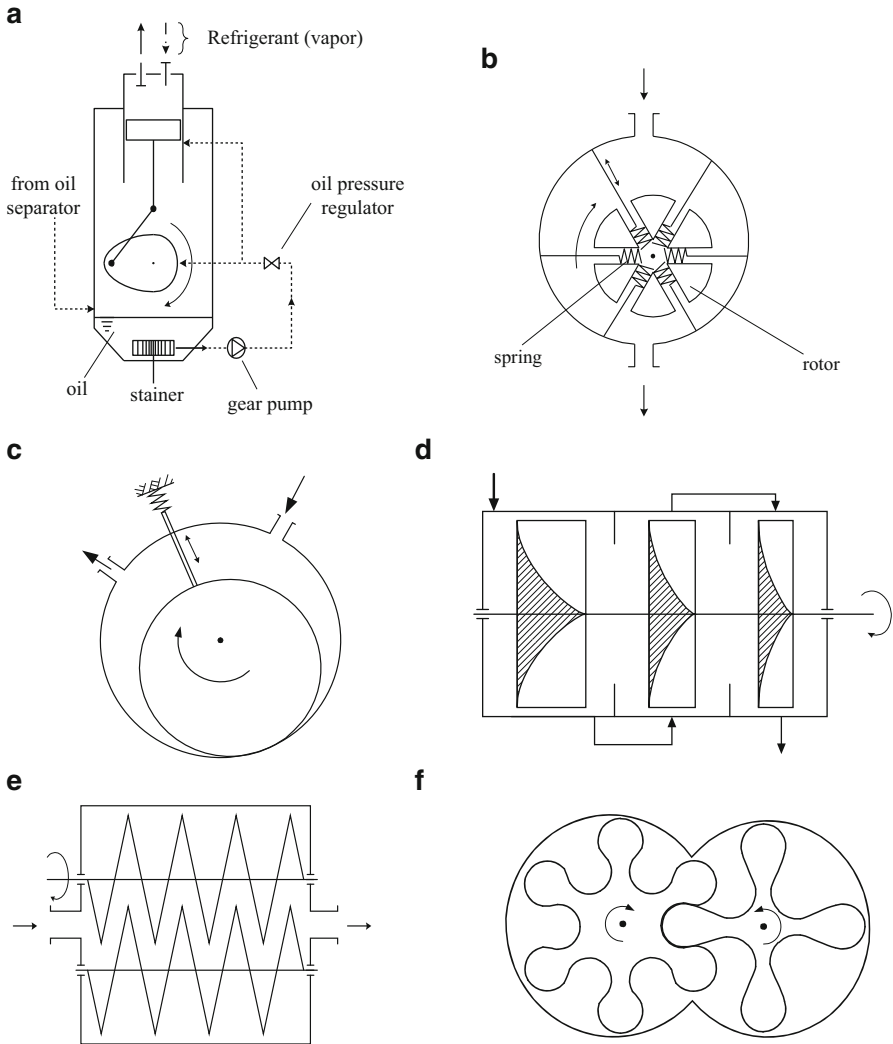 a
Refrigerant (vapor)
from oil
separator
oil pressure
regulator
oil
stainer
gear pump
b
spring
rotor
c
d
e
f